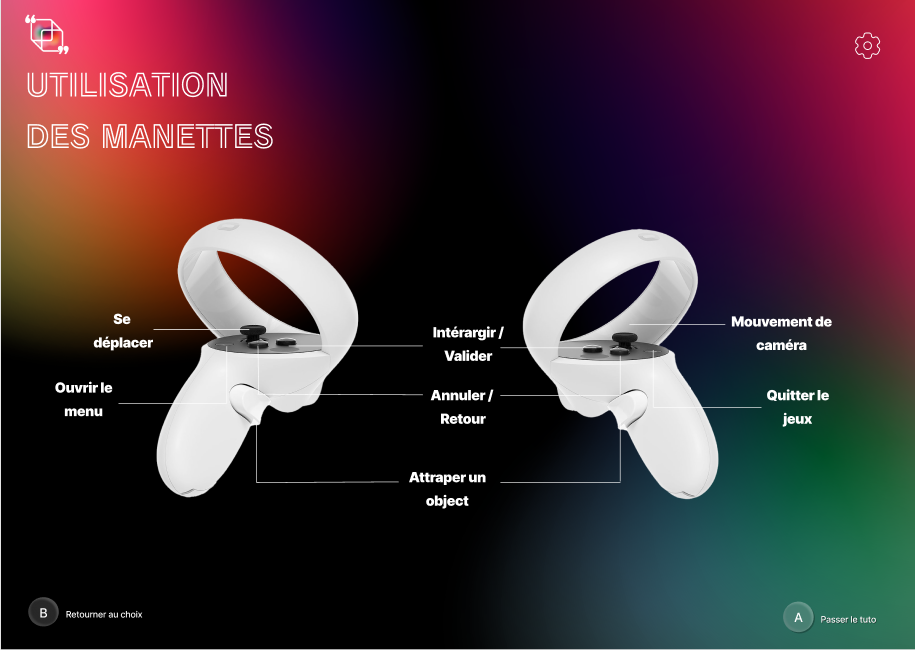 UTILISATION
DES MANETTES
Se
déplacer
Intérargir /
Valider
Mouvement de
caméra
Ouvrir le
menu
Annuler /
Retour
Quitter le
jeux
Attraper un
object
B Retourner au choix
A Passer le tuto